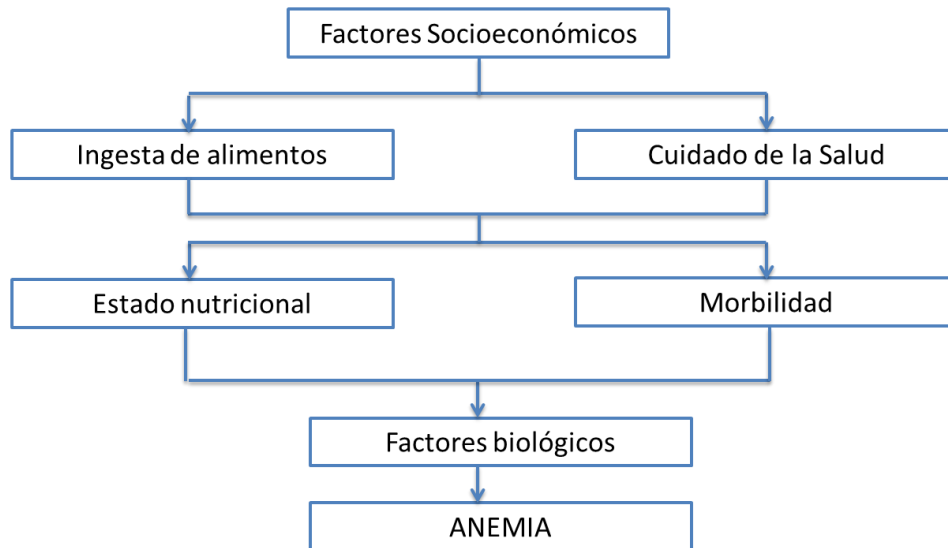 Factores Socioeconómicos
Ingesta de alimentos
Cuidado de la Salud
Estado nutricional
Morbilidad
Factores biológicos
ANEMIA